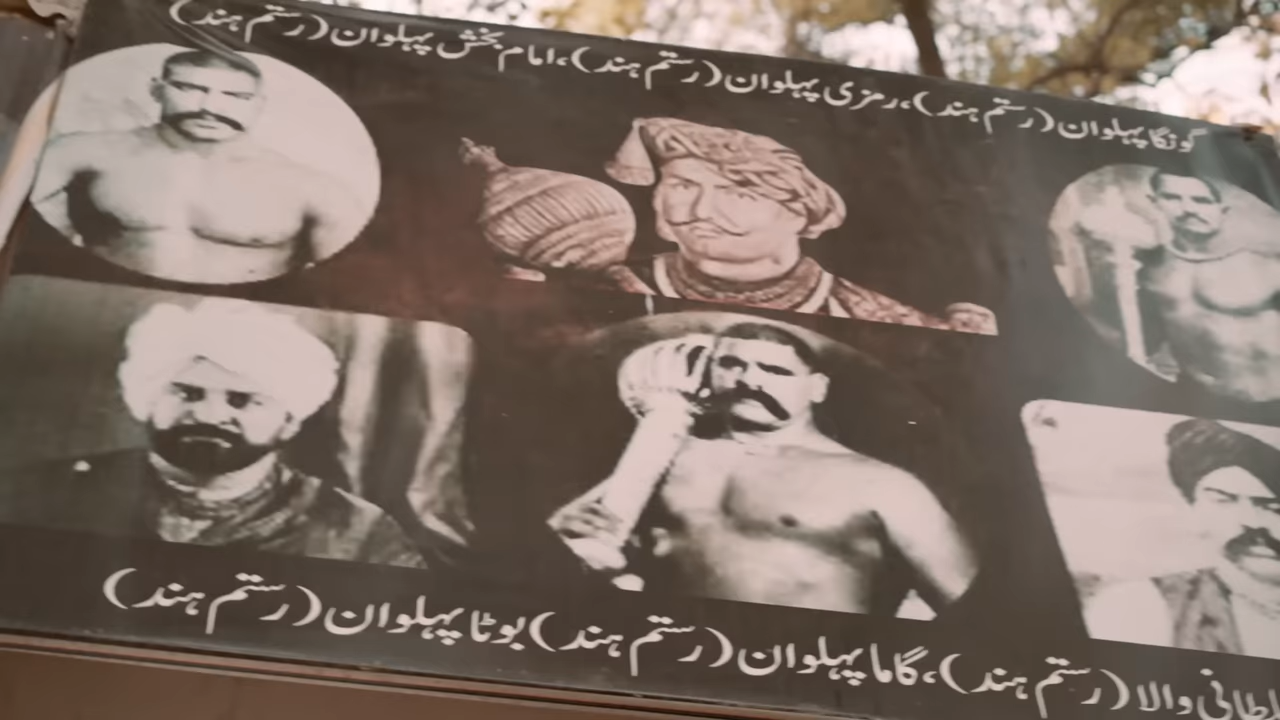 گونگا پہلوان (رستم ہند)، رمزی پہلوان (رستم ہند)، امام بخش پہلوان (رستم ہند)
والا (رستم ہند)، گاما پہلوان (رستم ہند) بوٹا پہلوان (رستم ہند)